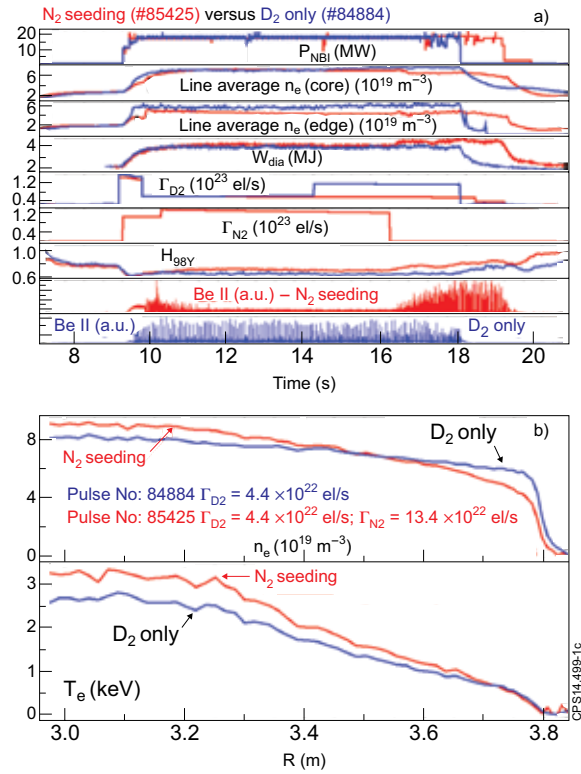 N2 seeding (#85425) versus D2 only (#84884)
a)
20
10
PNBI (MW)
6
2
Line average ne (core) (10^19 m^-3)
6
2
Line average ne (edge) (10^19 m^-3)
4
2
Wdia (MJ)
1.2
0.4
ΓD2 (10^23 el/s)
1.2
0.4
ΓN2 (10^23 el/s)
1.0
0.6
H98Y
Be II (a.u.) – N2 seeding
Be II (a.u.)
D2 only
8 10 12 14 16 18 20
Time (s)
b)
8
4
0
D2 only
N2 seeding
Pulse No: 84884 ΓD2 = 4.4 ×10^22 el/s
Pulse No: 85425 ΓD2 = 4.4 ×10^22 el/s; ΓN2 = 13.4 ×10^22 el/s
ne (10^19 m^-3)
3
2
1
0
N2 seeding
D2 only
Te (keV)
3.0 3.2 3.4 3.6 3.8
R (m)
CPS14.499-1c